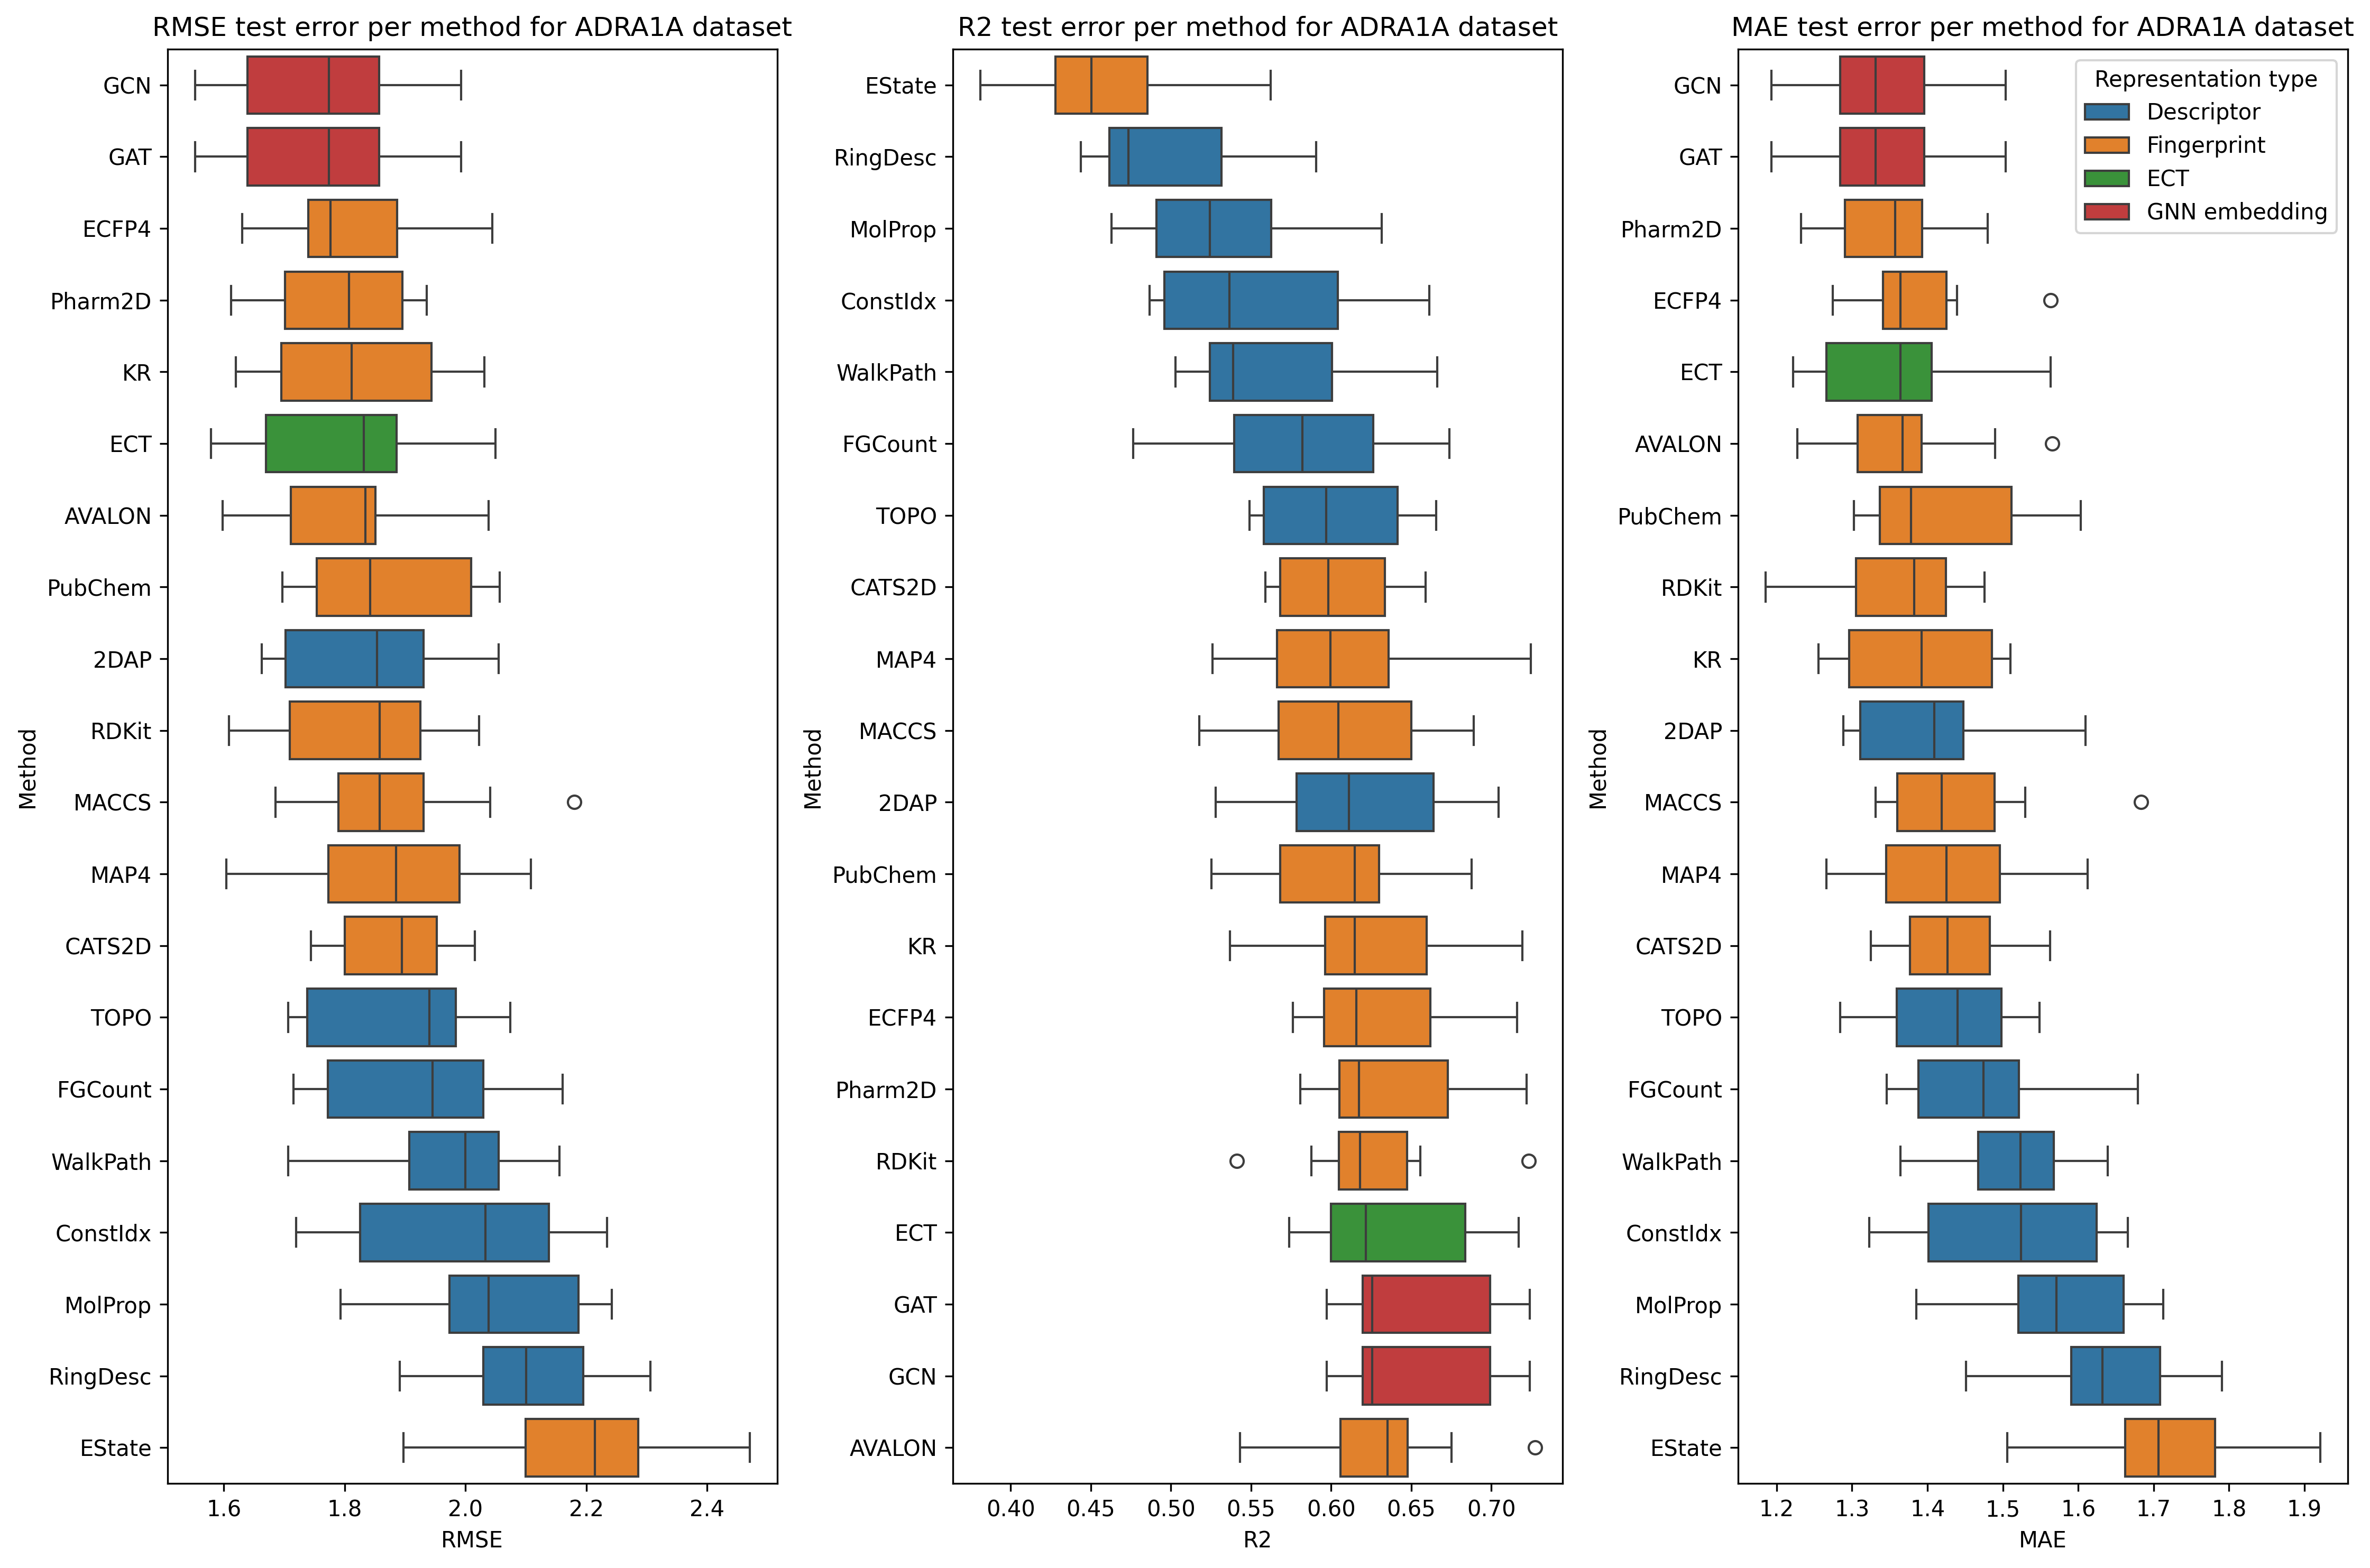 RMSE test error per method for ADRA1A dataset
GCN
GAT
ECFP4
Pharm2D
KR
ECT
AVALON
PubChem
2DAP
RDKit
MACCS
MAP4
CATS2D
TOPO
FGCount
WalkPath
ConstIdx
MolProp
RingDesc
EState
Method
1.6 1.8 2.0 2.2 2.4
RMSE
R2 test error per method for ADRA1A dataset
EState
RingDesc
MolProp
ConstIdx
WalkPath
FGCount
TOPO
CATS2D
MAP4
MACCS
2DAP
PubChem
KR
ECFP4
Pharm2D
RDKit
ECT
GAT
GCN
AVALON
Method
0.40 0.45 0.50 0.55 0.60 0.65 0.70
R2
MAE test error per method for ADRA1A dataset
GCN
GAT
Pharm2D
ECFP4
ECT
AVALON
PubChem
RDKit
KR
2DAP
MACCS
MAP4
CATS2D
TOPO
FGCount
WalkPath
ConstIdx
MolProp
RingDesc
EState
Method
1.2 1.3 1.4 1.5 1.6 1.7 1.8 1.9
MAE
Representation type
Descriptor
Fingerprint
ECT
GNN embedding